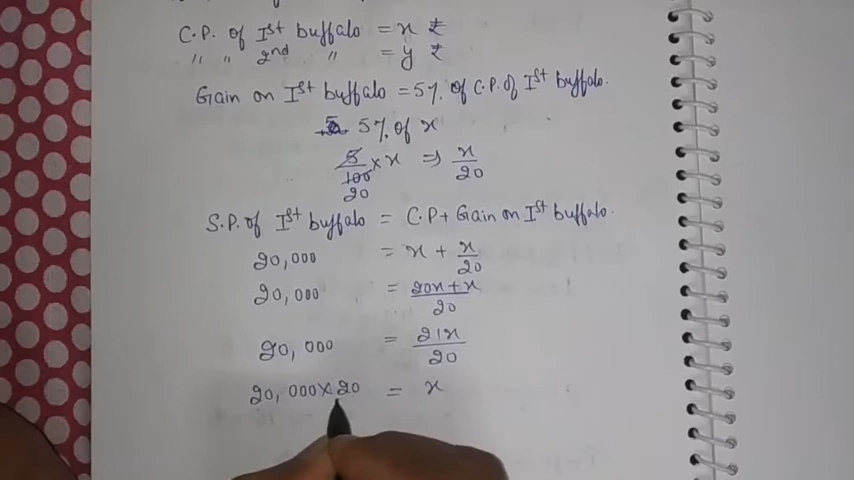 C.P. of Ist buffalo = x ₹
" " 2nd " = y ₹
Gain on Ist buffalo = 5% of C.P. of Ist buffalo.
5% of x
5/100 × x ⇒ x/20
20
S.P. of Ist buffalo = C.P + Gain on Ist buffalo.
20,000 = x + x/20
20,000 = 20x + x/20
20,000 = 21x/20
20,000 × 20 = x